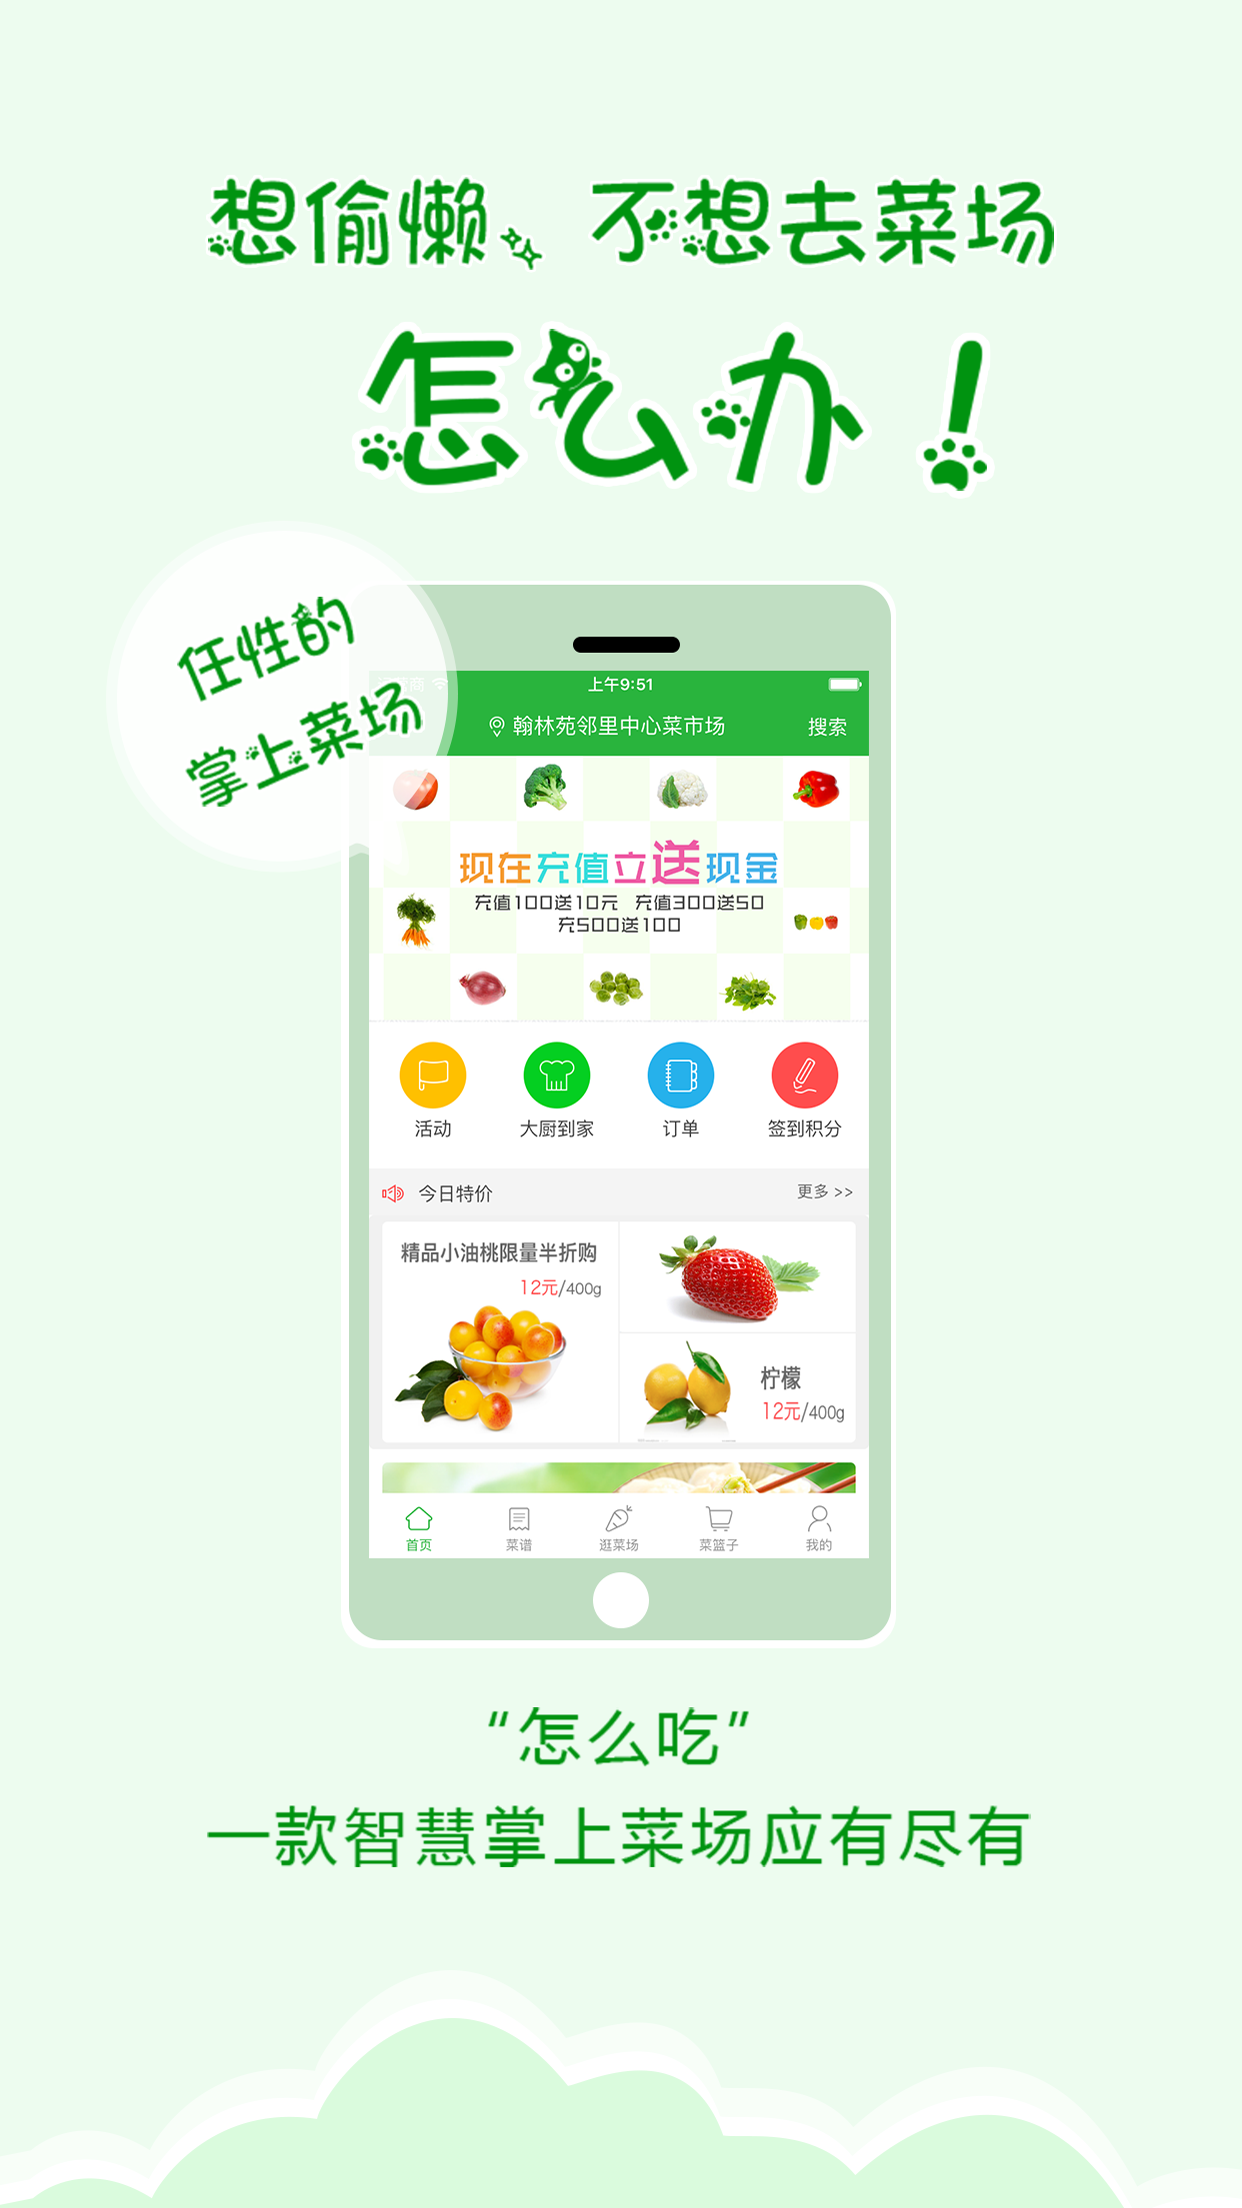 想偷懒、不想去菜场
怎么办！
任性的
掌上菜场
上午9:51
翰林苑邻里中心菜市场
搜索
现在充值立送现金
充值100送10元 充值300送50
充500送100
活动
大厨到家
订单
签到积分
今日特价
更多 >>
精品小油桃限量半折购
12元/400g
柠檬
12元/400g
首页
菜谱
逛菜场
菜篮子
我的
“怎么吃”
一款智慧掌上菜场应有尽有